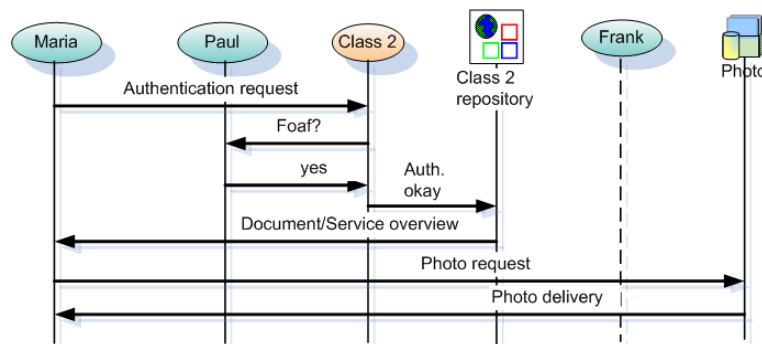 Maria
Paul
Class 2
Frank
Class 2
repository
Photo
Authentication request
Foaf?
yes
Auth.
okay
Document/Service overview
Photo request
Photo delivery